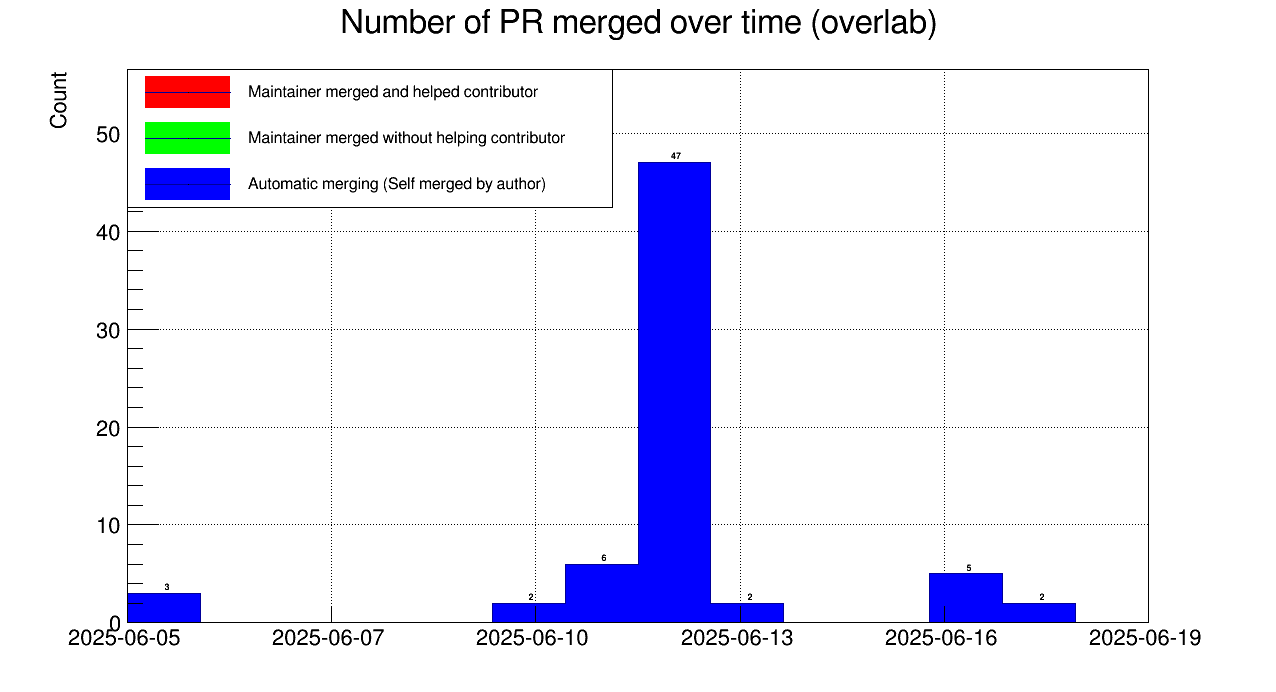 Number of PR merged over time (overlab)
Count
Maintainer merged and helped contributor
Maintainer merged without helping contributor
Automatic merging (Self merged by author)
50
40
30
20
10
0
3
2
6
47
2
5
2
2025-06-05 2025-06-07 2025-06-10 2025-06-13 2025-06-16 2025-06-19